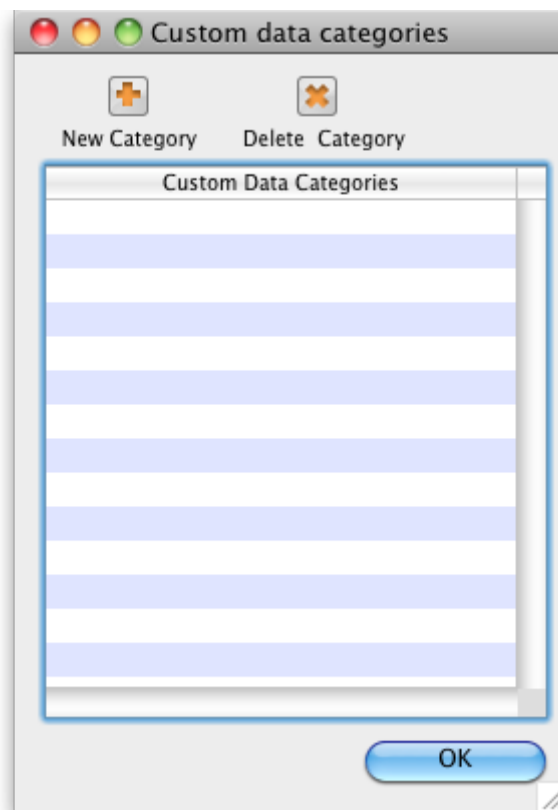 Custom data categories
New Category
Delete  Category
Custom Data Categories
OK